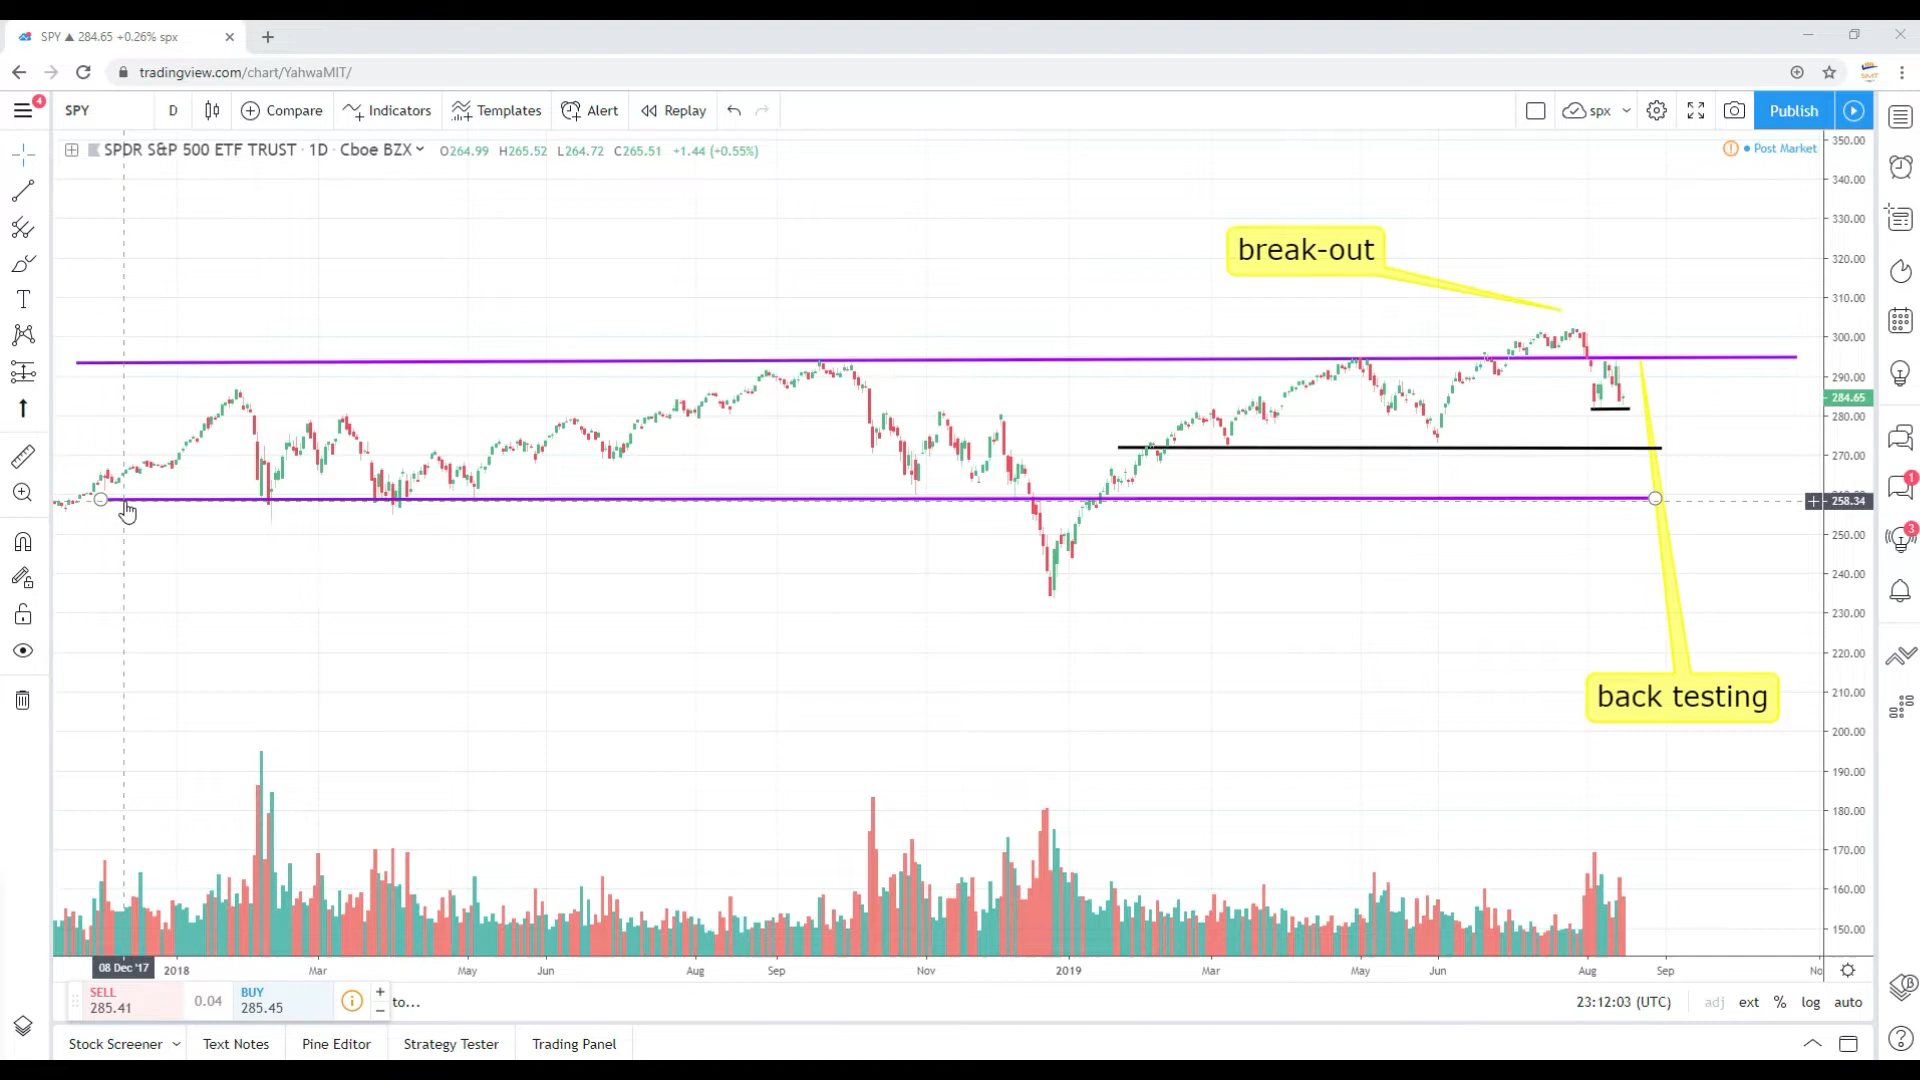 SPY ▲ 284.65 +0.26% spx
tradingview.com/chart/YahwaMIT/
4
SPY D Compare Indicators Templates Alert Replay spx Publish
SPDR S&P 500 ETF TRUST · 1D · Cboe BZX O264.99 H265.52 L264.72 C265.51 +1.44 (+0.55%)
Post Market
350.00
340.00
330.00
320.00
310.00
300.00
290.00
284.65
280.00
270.00
258.34
250.00
240.00
230.00
220.00
210.00
200.00
190.00
180.00
170.00
160.00
150.00
break-out
back testing
1
3
08 Dec '17 2018 Mar May Jun Aug Sep Nov 2019 Mar May Jun Aug Sep No
SELL
285.41
0.04
BUY
285.45
to...
23:12:03 (UTC) adj ext % log auto
Stock Screener Text Notes Pine Editor Strategy Tester Trading Panel